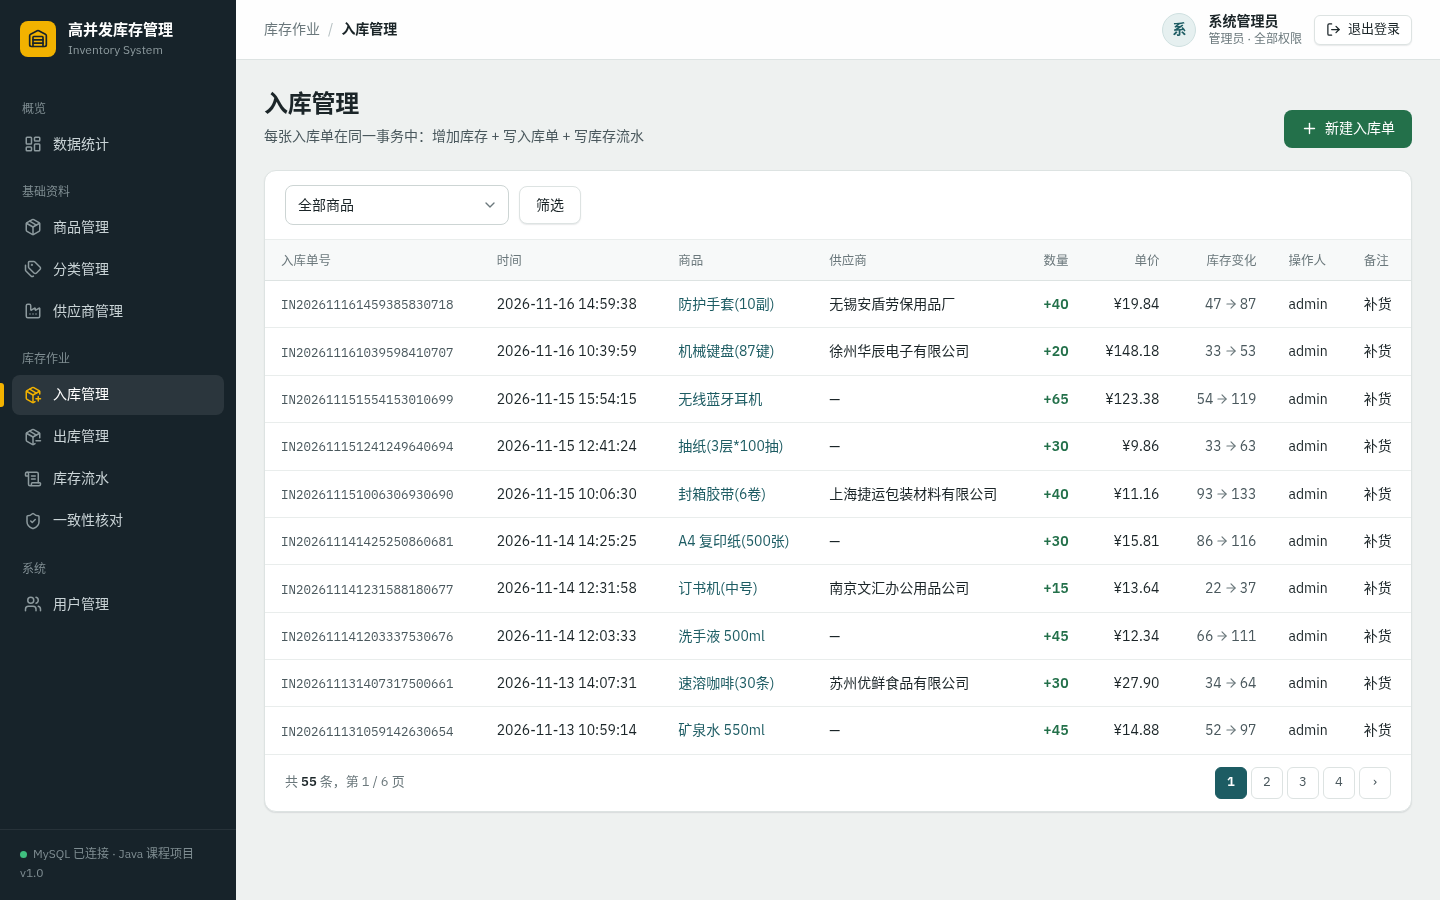 高并发库存管理
Inventory System
概览
数据统计
基础资料
商品管理
分类管理
供应商管理
库存作业
入库管理
出库管理
库存流水
一致性核对
系统
用户管理
MySQL 已连接 · Java 课程项目
v1.0
库存作业 / 入库管理
系
系统管理员
管理员 · 全部权限
退出登录
入库管理
每张入库单在同一事务中：增加库存 + 写入库单 + 写库存流水
新建入库单
全部商品
筛选
入库单号 时间 商品 供应商 数量 单价 库存变化 操作人 备注
IN202611161459385830718 2026-11-16 14:59:38 防护手套(10副) 无锡安盾劳保用品厂 +40 ¥19.84 47 → 87 admin 补货
IN202611161039598410707 2026-11-16 10:39:59 机械键盘(87键) 徐州华辰电子有限公司 +20 ¥148.18 33 → 53 admin 补货
IN202611151554153010699 2026-11-15 15:54:15 无线蓝牙耳机 — +65 ¥123.38 54 → 119 admin 补货
IN202611151241249640694 2026-11-15 12:41:24 抽纸(3层*100抽) — +30 ¥9.86 33 → 63 admin 补货
IN202611151006306930690 2026-11-15 10:06:30 封箱胶带(6卷) 上海捷运包装材料有限公司 +40 ¥11.16 93 → 133 admin 补货
IN202611141425250860681 2026-11-14 14:25:25 A4 复印纸(500张) — +30 ¥15.81 86 → 116 admin 补货
IN202611141231588180677 2026-11-14 12:31:58 订书机(中号) 南京文汇办公用品公司 +15 ¥13.64 22 → 37 admin 补货
IN202611141203337530676 2026-11-14 12:03:33 洗手液 500ml — +45 ¥12.34 66 → 111 admin 补货
IN202611131407317500661 2026-11-13 14:07:31 速溶咖啡(30条) 苏州优鲜食品有限公司 +30 ¥27.90 34 → 64 admin 补货
IN202611131059142630654 2026-11-13 10:59:14 矿泉水 550ml — +45 ¥14.88 52 → 97 admin 补货
共 55 条，第 1 / 6 页
1 2 3 4 ›